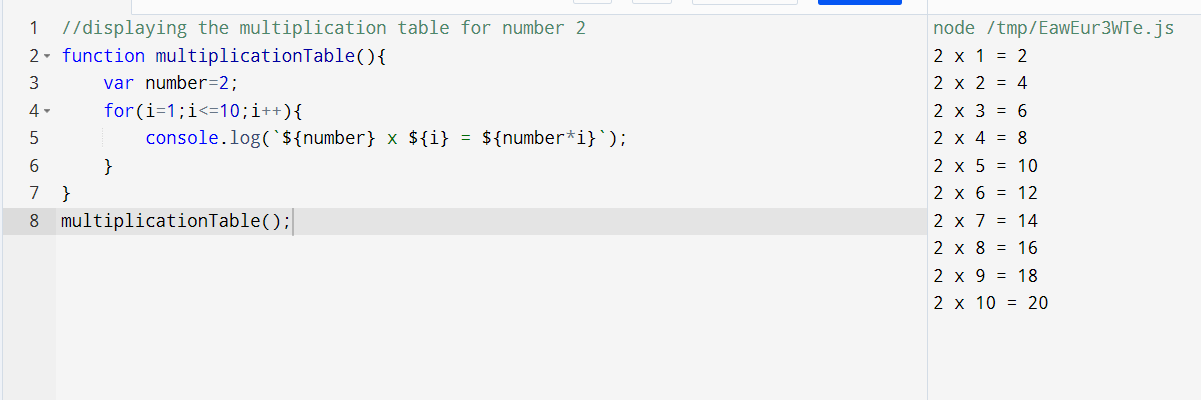 1 //displaying the multiplication table for number 2
2 function multiplicationTable(){
3 var number=2;
4 for(i=1;i<=10;i++){
5 console.log(`${number} x ${i} = ${number*i}`);
6 }
7 }
8 multiplicationTable();
node /tmp/EawEur3WTe.js
2 x 1 = 2
2 x 2 = 4
2 x 3 = 6
2 x 4 = 8
2 x 5 = 10
2 x 6 = 12
2 x 7 = 14
2 x 8 = 16
2 x 9 = 18
2 x 10 = 20